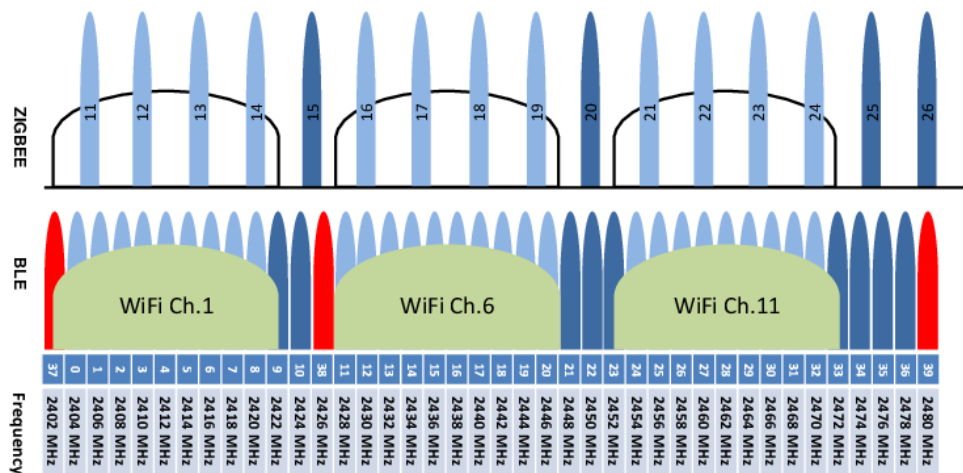 ZIGBEE
11 12 13 14 15 16 17 18 19 20 21 22 23 24 25 26
BLE
WiFi Ch.1 WiFi Ch.6 WiFi Ch.11
37 0 1 2 3 4 5 6 7 8 9 10 38 11 12 13 14 15 16 17 18 19 20 21 22 23 24 25 26 27 28 29 30 31 32 33 34 35 36 39
Frequency
2402 MHz 2404 MHz 2406 MHz 2408 MHz 2410 MHz 2412 MHz 2414 MHz 2416 MHz 2418 MHz 2420 MHz 2422 MHz 2424 MHz 2426 MHz 2428 MHz 2430 MHz 2432 MHz 2434 MHz 2436 MHz 2438 MHz 2440 MHz 2442 MHz 2444 MHz 2446 MHz 2448 MHz 2450 MHz 2452 MHz 2454 MHz 2456 MHz 2458 MHz 2460 MHz 2462 MHz 2464 MHz 2466 MHz 2468 MHz 2470 MHz 2472 MHz 2474 MHz 2476 MHz 2478 MHz 2480 MHz